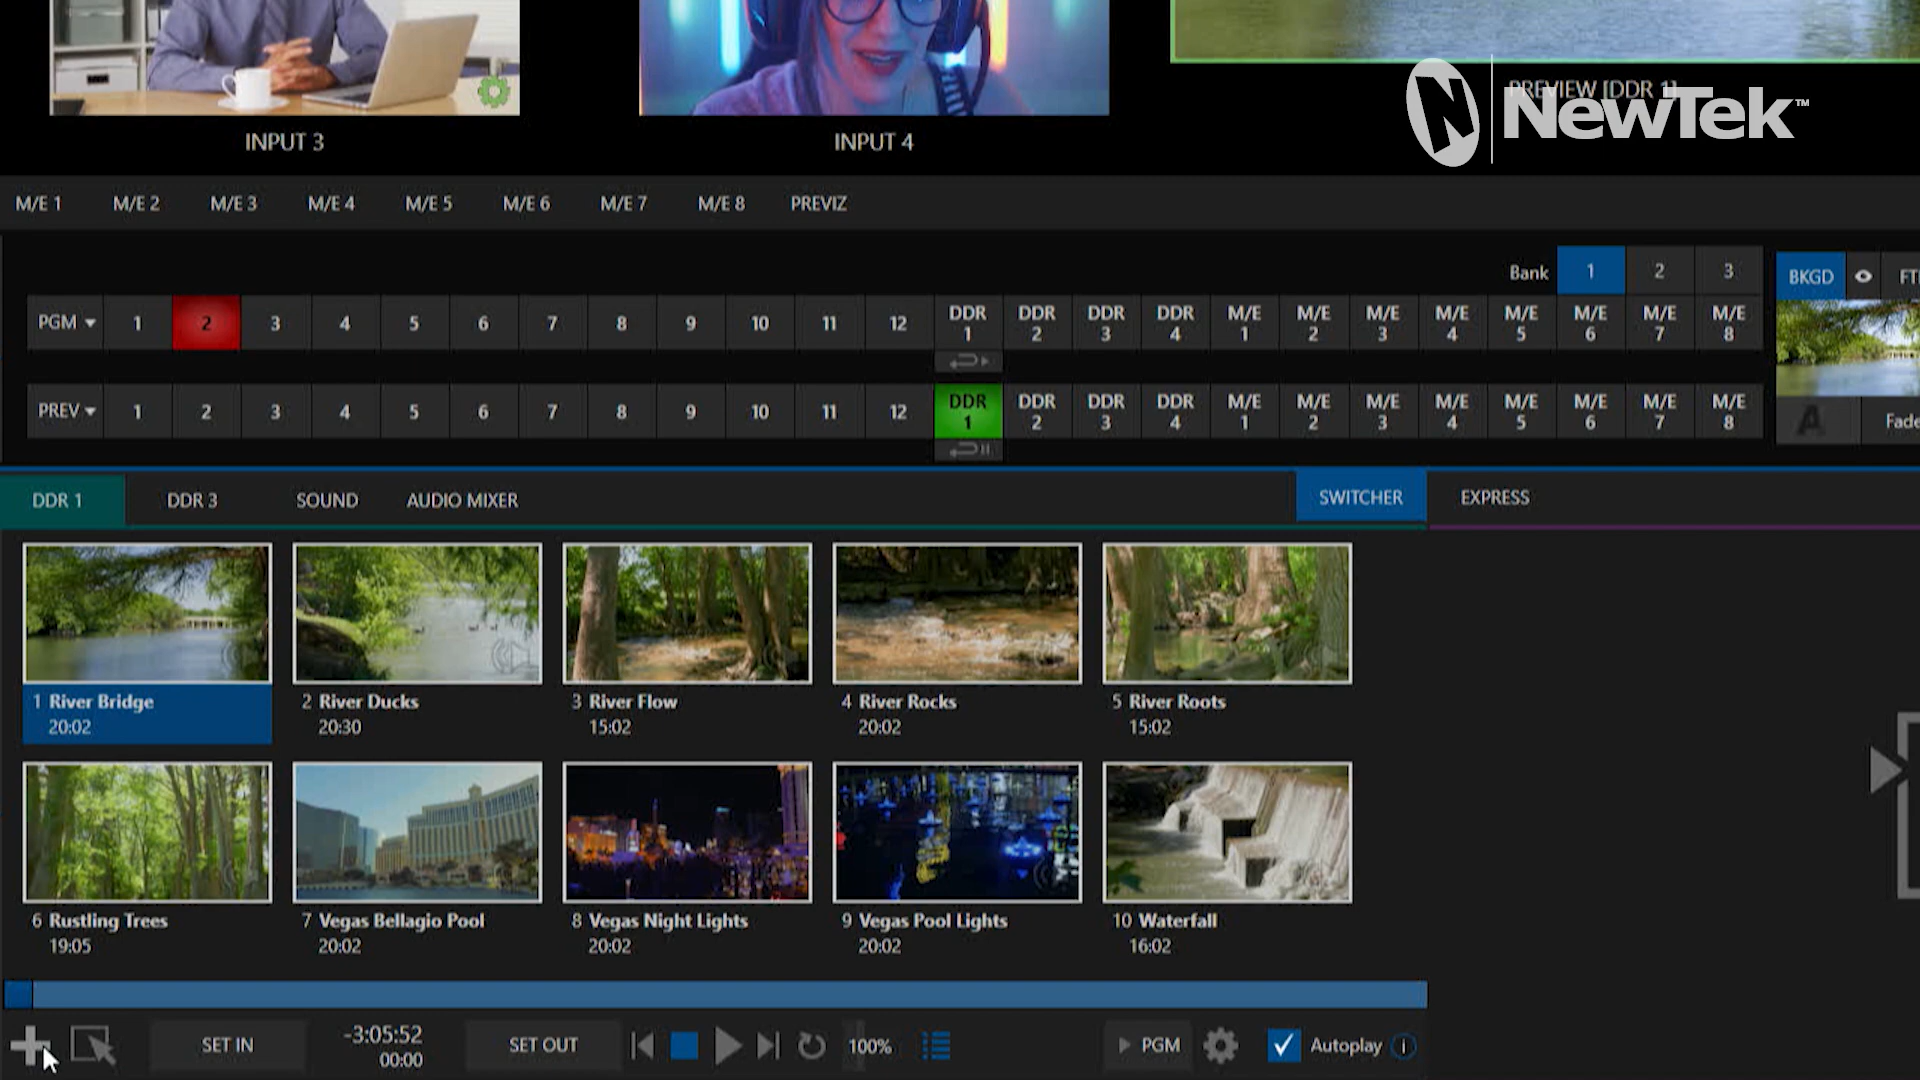 PREVIEW [DDR 1]
NewTek™
INPUT 3
INPUT 4
M/E 1 M/E 2 M/E 3 M/E 4 M/E 5 M/E 6 M/E 7 M/E 8 PREVIZ
Bank 1 2 3
BKGD
PGM 1 2 3 4 5 6 7 8 9 10 11 12 DDR 1 DDR 2 DDR 3 DDR 4 M/E 1 M/E 2 M/E 3 M/E 4 M/E 5 M/E 6 M/E 7 M/E 8
PREV 1 2 3 4 5 6 7 8 9 10 11 12 DDR 1 DDR 2 DDR 3 DDR 4 M/E 1 M/E 2 M/E 3 M/E 4 M/E 5 M/E 6 M/E 7 M/E 8
A Fade
DDR 1 DDR 3 SOUND AUDIO MIXER SWITCHER EXPRESS
1 River Bridge
20:02
2 River Ducks
20:30
3 River Flow
15:02
4 River Rocks
20:02
5 River Roots
15:02
6 Rustling Trees
19:05
7 Vegas Bellagio Pool
20:02
8 Vegas Night Lights
20:02
9 Vegas Pool Lights
20:02
10 Waterfall
16:02
SET IN
-3:05:52
00:00
SET OUT
100%
PGM
Autoplay